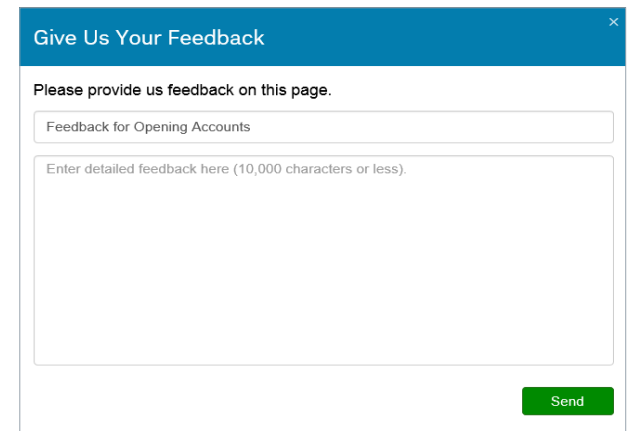 Give Us Your Feedback
×
Please provide us feedback on this page.
Feedback for Opening Accounts
Enter detailed feedback here (10,000 characters or less).
Send